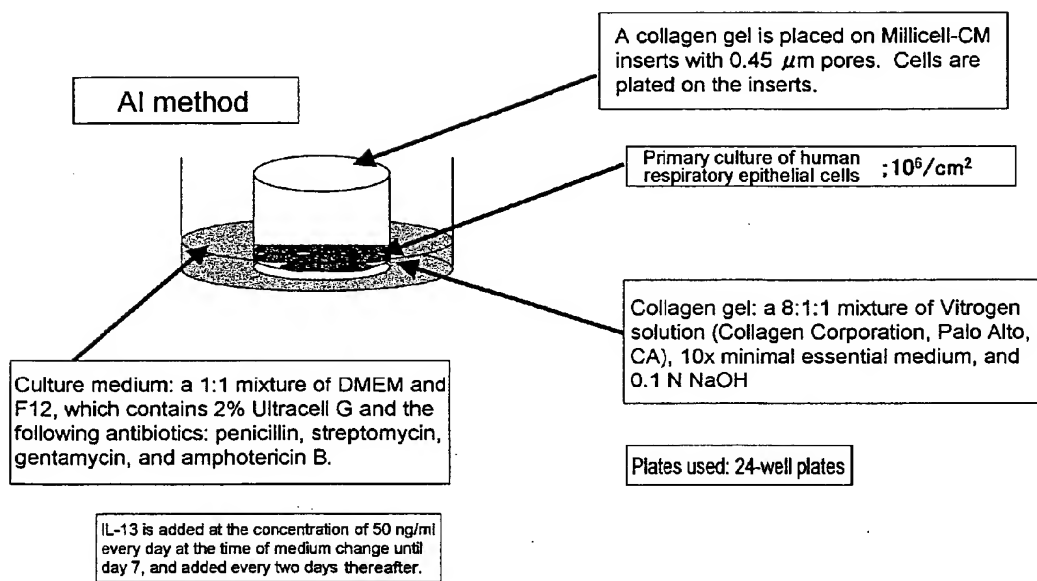 AI method
A collagen gel is placed on Millicell-CM
inserts with 0.45 μm pores. Cells are
plated on the inserts.
Primary culture of human
respiratory epithelial cells ;10⁶/cm²
Collagen gel: a 8:1:1 mixture of Vitrogen
solution (Collagen Corporation, Palo Alto,
CA), 10x minimal essential medium, and
0.1 N NaOH
Culture medium: a 1:1 mixture of DMEM and
F12, which contains 2% Ultracell G and the
following antibiotics: penicillin, streptomycin,
gentamycin, and amphotericin B.
Plates used: 24-well plates
IL-13 is added at the concentration of 50 ng/ml
every day at the time of medium change until
day 7, and added every two days thereafter.